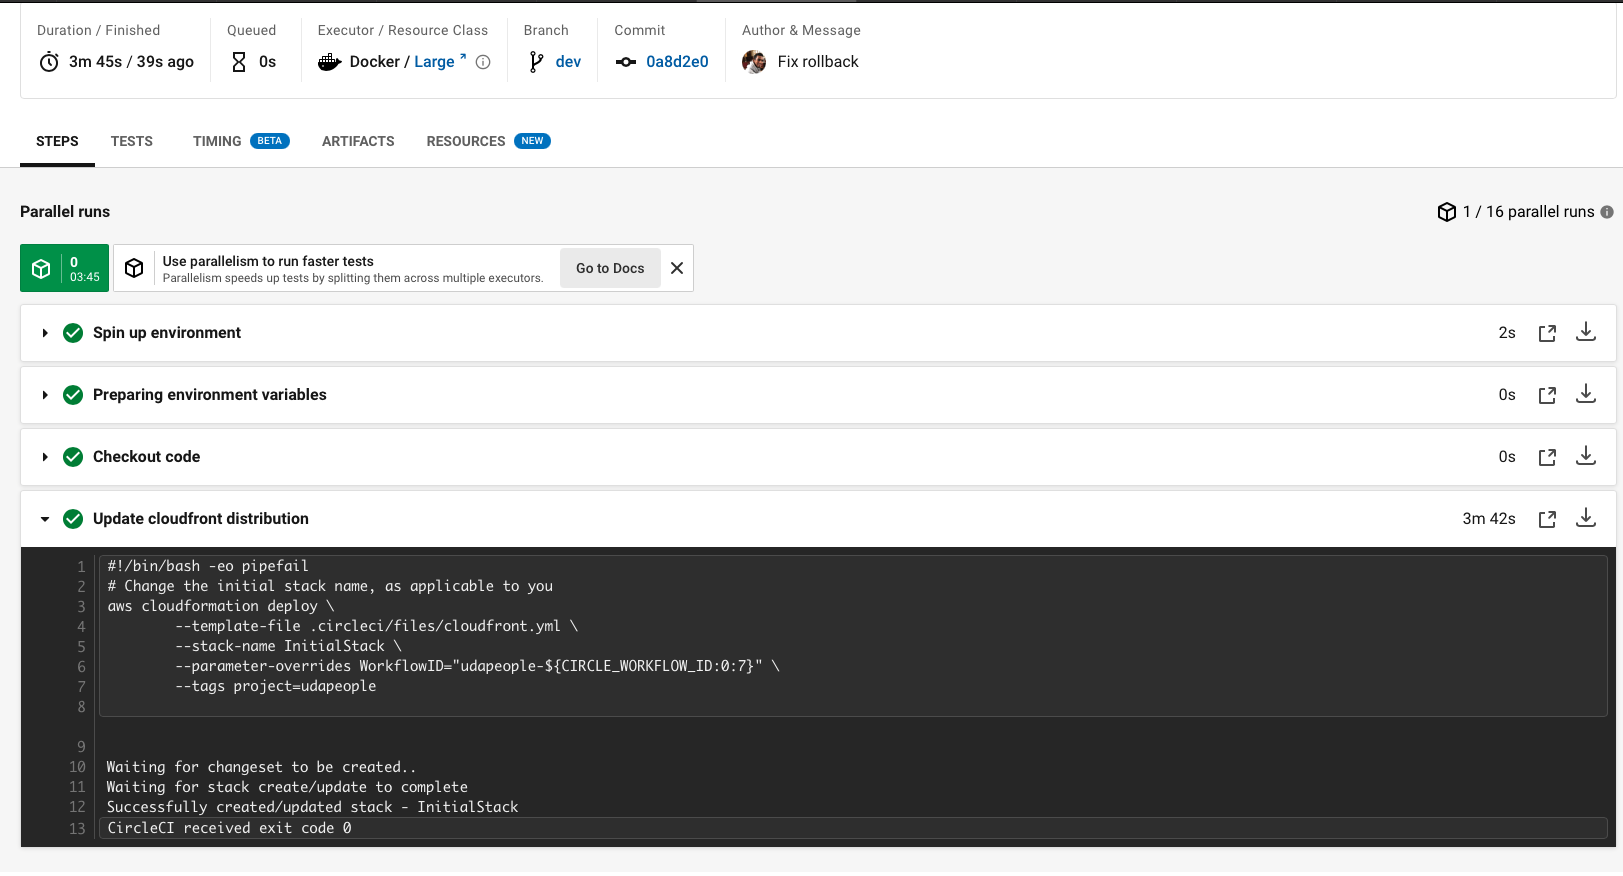 Duration / Finished
3m 45s / 39s ago
Queued
0s
Executor / Resource Class
Docker / Large
Branch
dev
Commit
0a8d2e0
Author & Message
Fix rollback
STEPS
TESTS
TIMING BETA
ARTIFACTS
RESOURCES NEW
Parallel runs
1 / 16 parallel runs
0
03:45
Use parallelism to run faster tests
Parallelism speeds up tests by splitting them across multiple executors.
Go to Docs
Spin up environment 2s
Preparing environment variables 0s
Checkout code 0s
Update cloudfront distribution 3m 42s
1 #!/bin/bash -eo pipefail
2 # Change the initial stack name, as applicable to you
3 aws cloudformation deploy \
4 --template-file .circleci/files/cloudfront.yml \
5 --stack-name InitialStack \
6 --parameter-overrides WorkflowID="udapeople-${CIRCLE_WORKFLOW_ID:0:7}" \
7 --tags project=udapeople
8
9
10 Waiting for changeset to be created..
11 Waiting for stack create/update to complete
12 Successfully created/updated stack - InitialStack
13 CircleCI received exit code 0